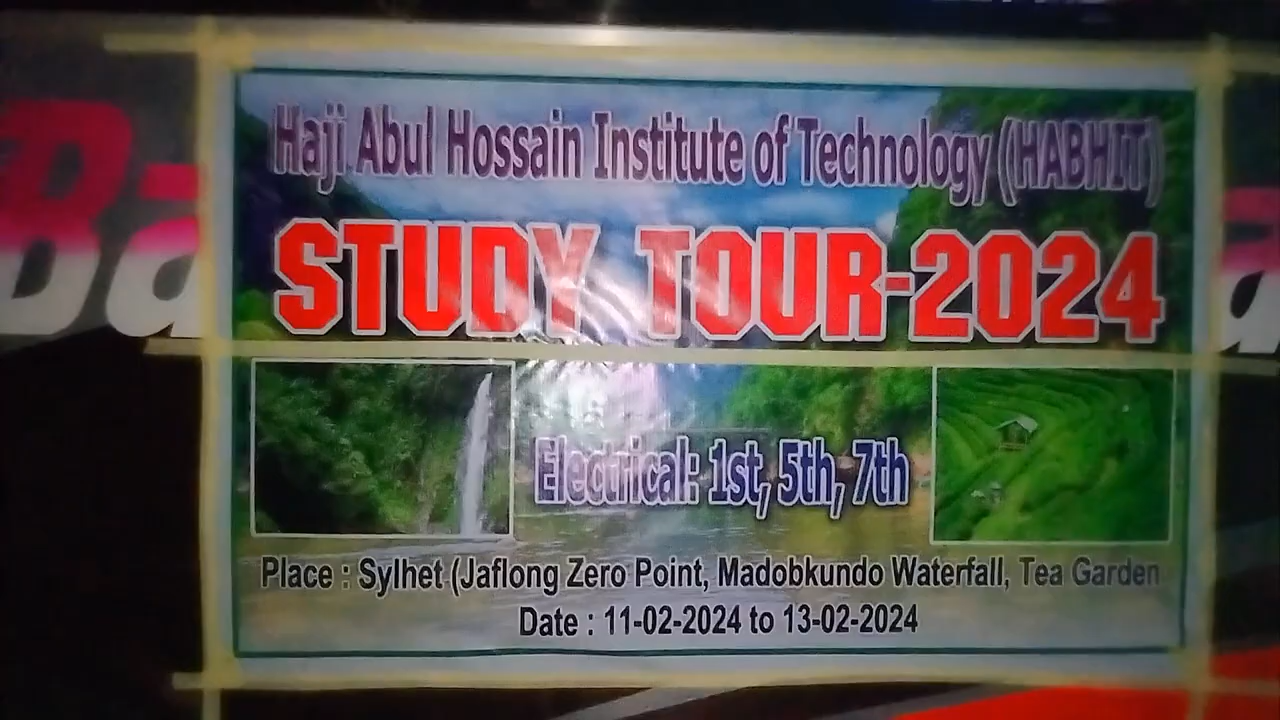 Haji Abul Hossain Institute of Technology (HABHIT)
STUDY TOUR-2024
Electrical: 1st, 5th, 7th
Place : Sylhet (Jaflong Zero Point, Madobkundo Waterfall, Tea Garden
Date : 11-02-2024 to 13-02-2024